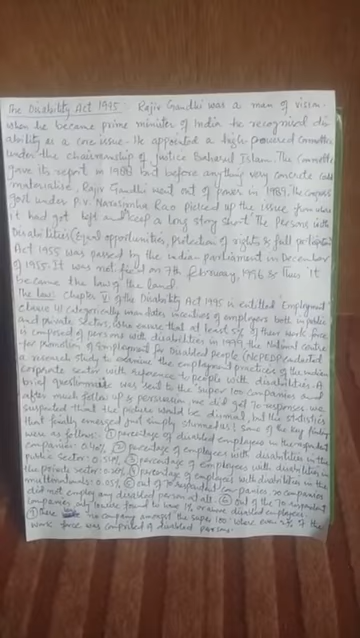 The Disability Act 1995: Rajiv Gandhi was a man of vision.
When he became prime minister of India he recognised dis
ability as a core issue. He appointed a high-powered Committee
under the chairmanship of Justice Baharul Islam. The Committee
gave its report in 1988 but before anything very concrete could
materialise, Rajiv Gandhi went out of power in 1989. The Congress
govt under P.V. Narasimha Rao picked up the issue from where
it had got left and keep a long story short The Persons with
Disabilities (Equal opportunities, protection of rights & full participation)
Act 1955 was passed by the Indian parliament in December
of 1955. It was notified on 7th february, 1996 & Thus it
became the law of the land.
The law: Chapter VI of the Disability Act 1995 is entitled 'Employment'
clause 41 categorically mandates incentives of employers both in public
and private sectors, who ensure that at least 5% of their work force
is composed of persons with disabilities in 1999, the National Centre
for promotion of Employment for Disabled People (NCPEDP) conducted
a research study to examine the employment practices of the Indian
corporate sector with reference to people with disabilities. A
brief questionnaire was sent to the 'super' 100 companies and
after much follow up & persuasion, we did get 70 responses. we
suspected that the picture would be dismal, but the statistics
that finally emerged just simply stunned us! Some of the key findings
were as follows: ① percentage of disabled employees in the respondent
companies: 0.40% ② percentage of employees with disabilities in the
public sector: 0.54% ③ percentage of employees with disabilities in
the private sector: 0.28% ④ percentage of employees with disabilities in the
multinationals: 0.05% ⑤ out of 70 respondent companies, 20 companies
did not employ any disabled person at all. ⑥ out of the 70 respondent
companies only were found to have 1% or above disabled employees.
⑦ There was no company amongst the super 100 where even 2% of the
work force was comprised of disabled persons.